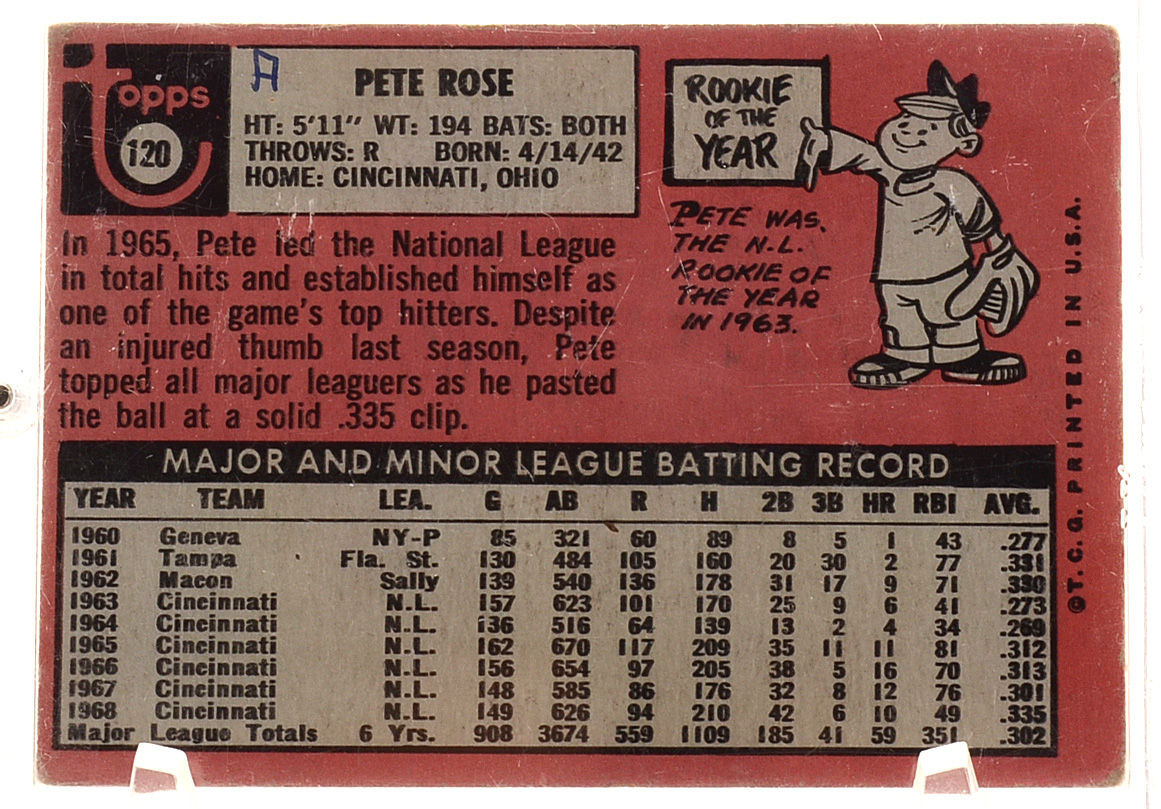 Topps
120
A
PETE ROSE
HT: 5'11" WT: 194 BATS: BOTH
THROWS: R BORN: 4/14/42
HOME: CINCINNATI, OHIO
In 1965, Pete led the National League
in total hits and established himself as
one of the game's top hitters. Despite
an injured thumb last season, Pete
topped all major leaguers as he pasted
the ball at a solid .335 clip.
ROOKIE
OF THE
YEAR
PETE WAS
THE N.L.
ROOKIE OF
THE YEAR
IN 1963.
©T.C.G. PRINTED IN U.S.A.
MAJOR AND MINOR LEAGUE BATTING RECORD
YEAR TEAM LEA. G AB R H 2B 3B HR RBI AVG.
1960 Geneva NY-P 85 321 60 89 8 5 1 43 .277
1961 Tampa Fla. St. 130 484 105 160 20 30 2 77 .331
1962 Macon Sally 139 540 136 178 31 17 9 71 .330
1963 Cincinnati N.L. 157 623 101 170 25 9 6 41 .273
1964 Cincinnati N.L. 136 516 64 139 13 2 4 34 .269
1965 Cincinnati N.L. 162 670 117 209 35 11 11 81 .312
1966 Cincinnati N.L. 156 654 97 205 38 5 16 70 .313
1967 Cincinnati N.L. 148 585 86 176 32 8 12 76 .301
1968 Cincinnati N.L. 149 626 94 210 42 6 10 49 .335
Major League Totals 6 Yrs. 908 3674 559 1109 185 41 59 351 .302